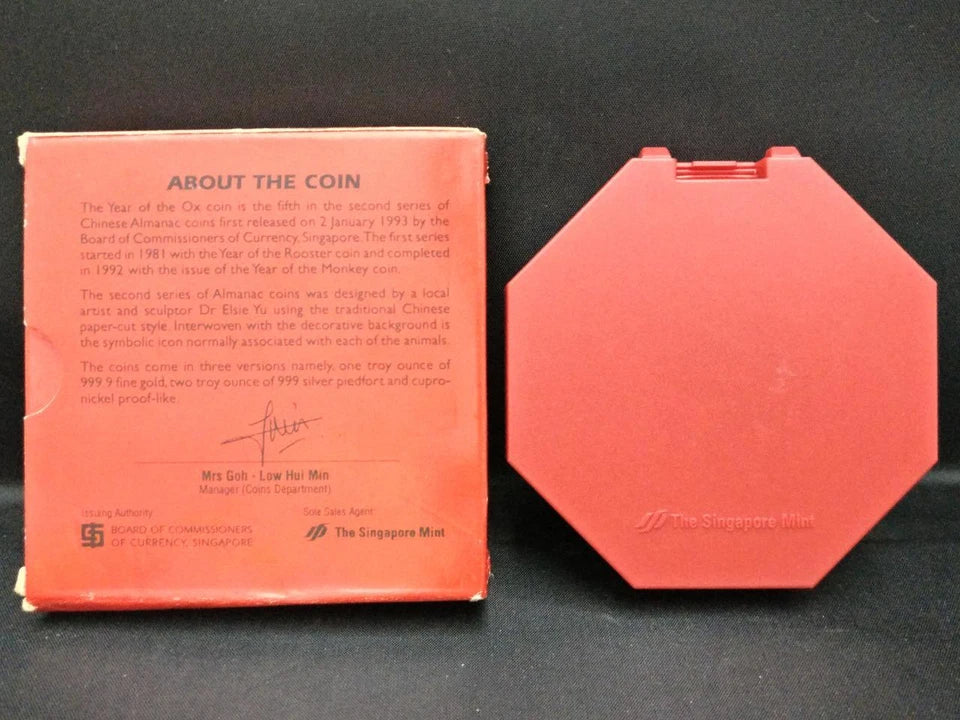 ABOUT THE COIN
The Year of the Ox coin is the fifth in the second series of
Chinese Almanac coins first released on 2 January 1993 by the
Board of Commissioners of Currency, Singapore. The first series
started in 1981 with the Year of the Rooster coin and completed
in 1992 with the issue of the Year of the Monkey coin.
The second series of Almanac coins was designed by a local
artist and sculptor Dr Elsie Yu using the traditional Chinese
paper-cut style. Interwoven with the decorative background is
the symbolic icon normally associated with each of the animals.
The coins come in three versions namely, one troy ounce of
999.9 fine gold, two troy ounce of 999 silver piedfort and cupro-
nickel proof-like.
Mrs Goh - Low Hui Min
Manager (Coins Department)
Issuing Authority
BOARD OF COMMISSIONERS
OF CURRENCY, SINGAPORE
Sole Sales Agent
The Singapore Mint
The Singapore Mint